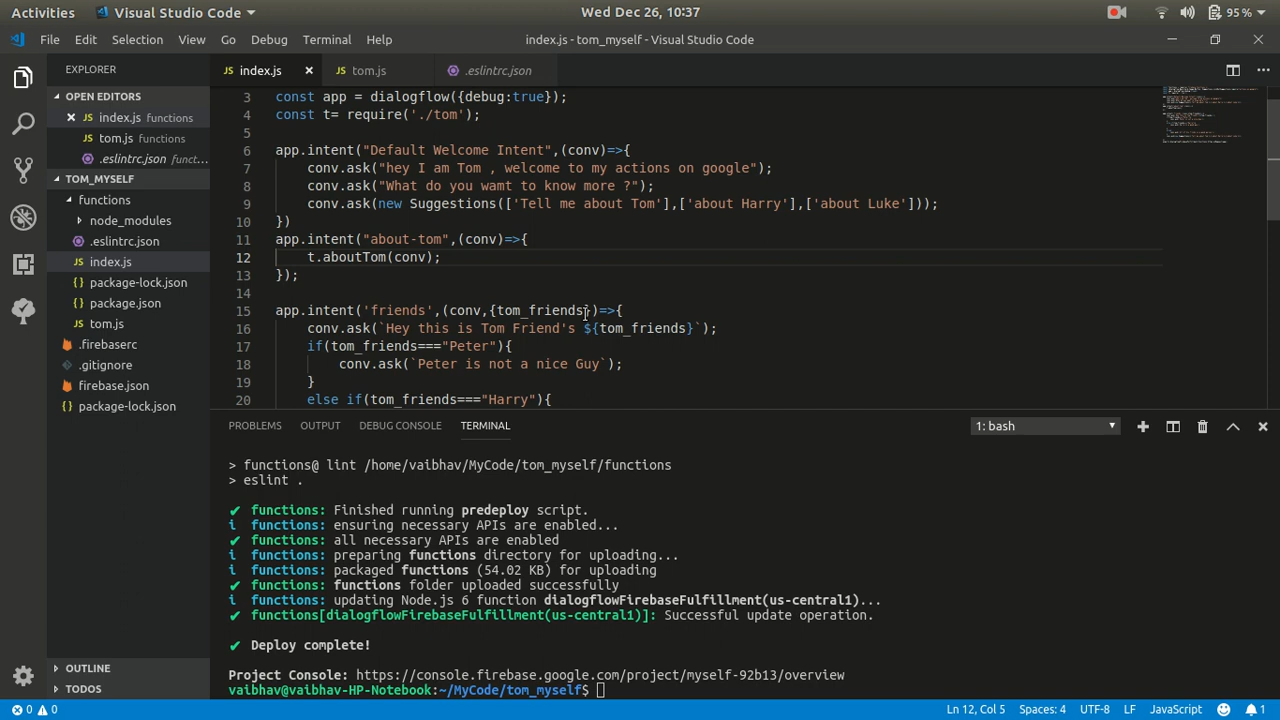 Activities Visual Studio Code Wed Dec 26, 10:37 95 %
File Edit Selection View Go Debug Terminal Help index.js - tom_myself - Visual Studio Code
EXPLORER
OPEN EDITORS
index.js functions
tom.js functions
.eslintrc.json funct...
TOM_MYSELF
functions
node_modules
.eslintrc.json
index.js
package-lock.json
package.json
tom.js
.firebaserc
.gitignore
firebase.json
package-lock.json
OUTLINE
TODOS
JS index.js JS tom.js .eslintrc.json
3 const app = dialogflow({debug:true});
4 const t= require('./tom');
5
6 app.intent("Default Welcome Intent",(conv)=>{
7 conv.ask("hey I am Tom , welcome to my actions on google");
8 conv.ask("What do you wamt to know more ?");
9 conv.ask(new Suggestions(['Tell me about Tom'],['about Harry'],['about Luke']));
10 })
11 app.intent("about-tom",(conv)=>{
12 t.aboutTom(conv);
13 });
14
15 app.intent('friends',(conv,{tom_friends})=>{
16 conv.ask(`Hey this is Tom Friend's ${tom_friends}`);
17 if(tom_friends==="Peter"){
18 conv.ask(`Peter is not a nice Guy`);
19 }
20 else if(tom_friends==="Harry"){
PROBLEMS OUTPUT DEBUG CONSOLE TERMINAL 1: bash
> functions@ lint /home/vaibhav/MyCode/tom_myself/functions
> eslint .
✔ functions: Finished running predeploy script.
i functions: ensuring necessary APIs are enabled...
✔ functions: all necessary APIs are enabled
i functions: preparing functions directory for uploading...
i functions: packaged functions (54.02 KB) for uploading
✔ functions: functions folder uploaded successfully
i functions: updating Node.js 6 function dialogflowFirebaseFulfillment(us-central1)...
✔ functions[dialogflowFirebaseFulfillment(us-central1)]: Successful update operation.
✔ Deploy complete!
Project Console: https://console.firebase.google.com/project/myself-92b13/overview
vaibhav@vaibhav-HP-Notebook:~/MyCode/tom_myself$
0 0 Ln 12, Col 5 Spaces: 4 UTF-8 LF JavaScript 1